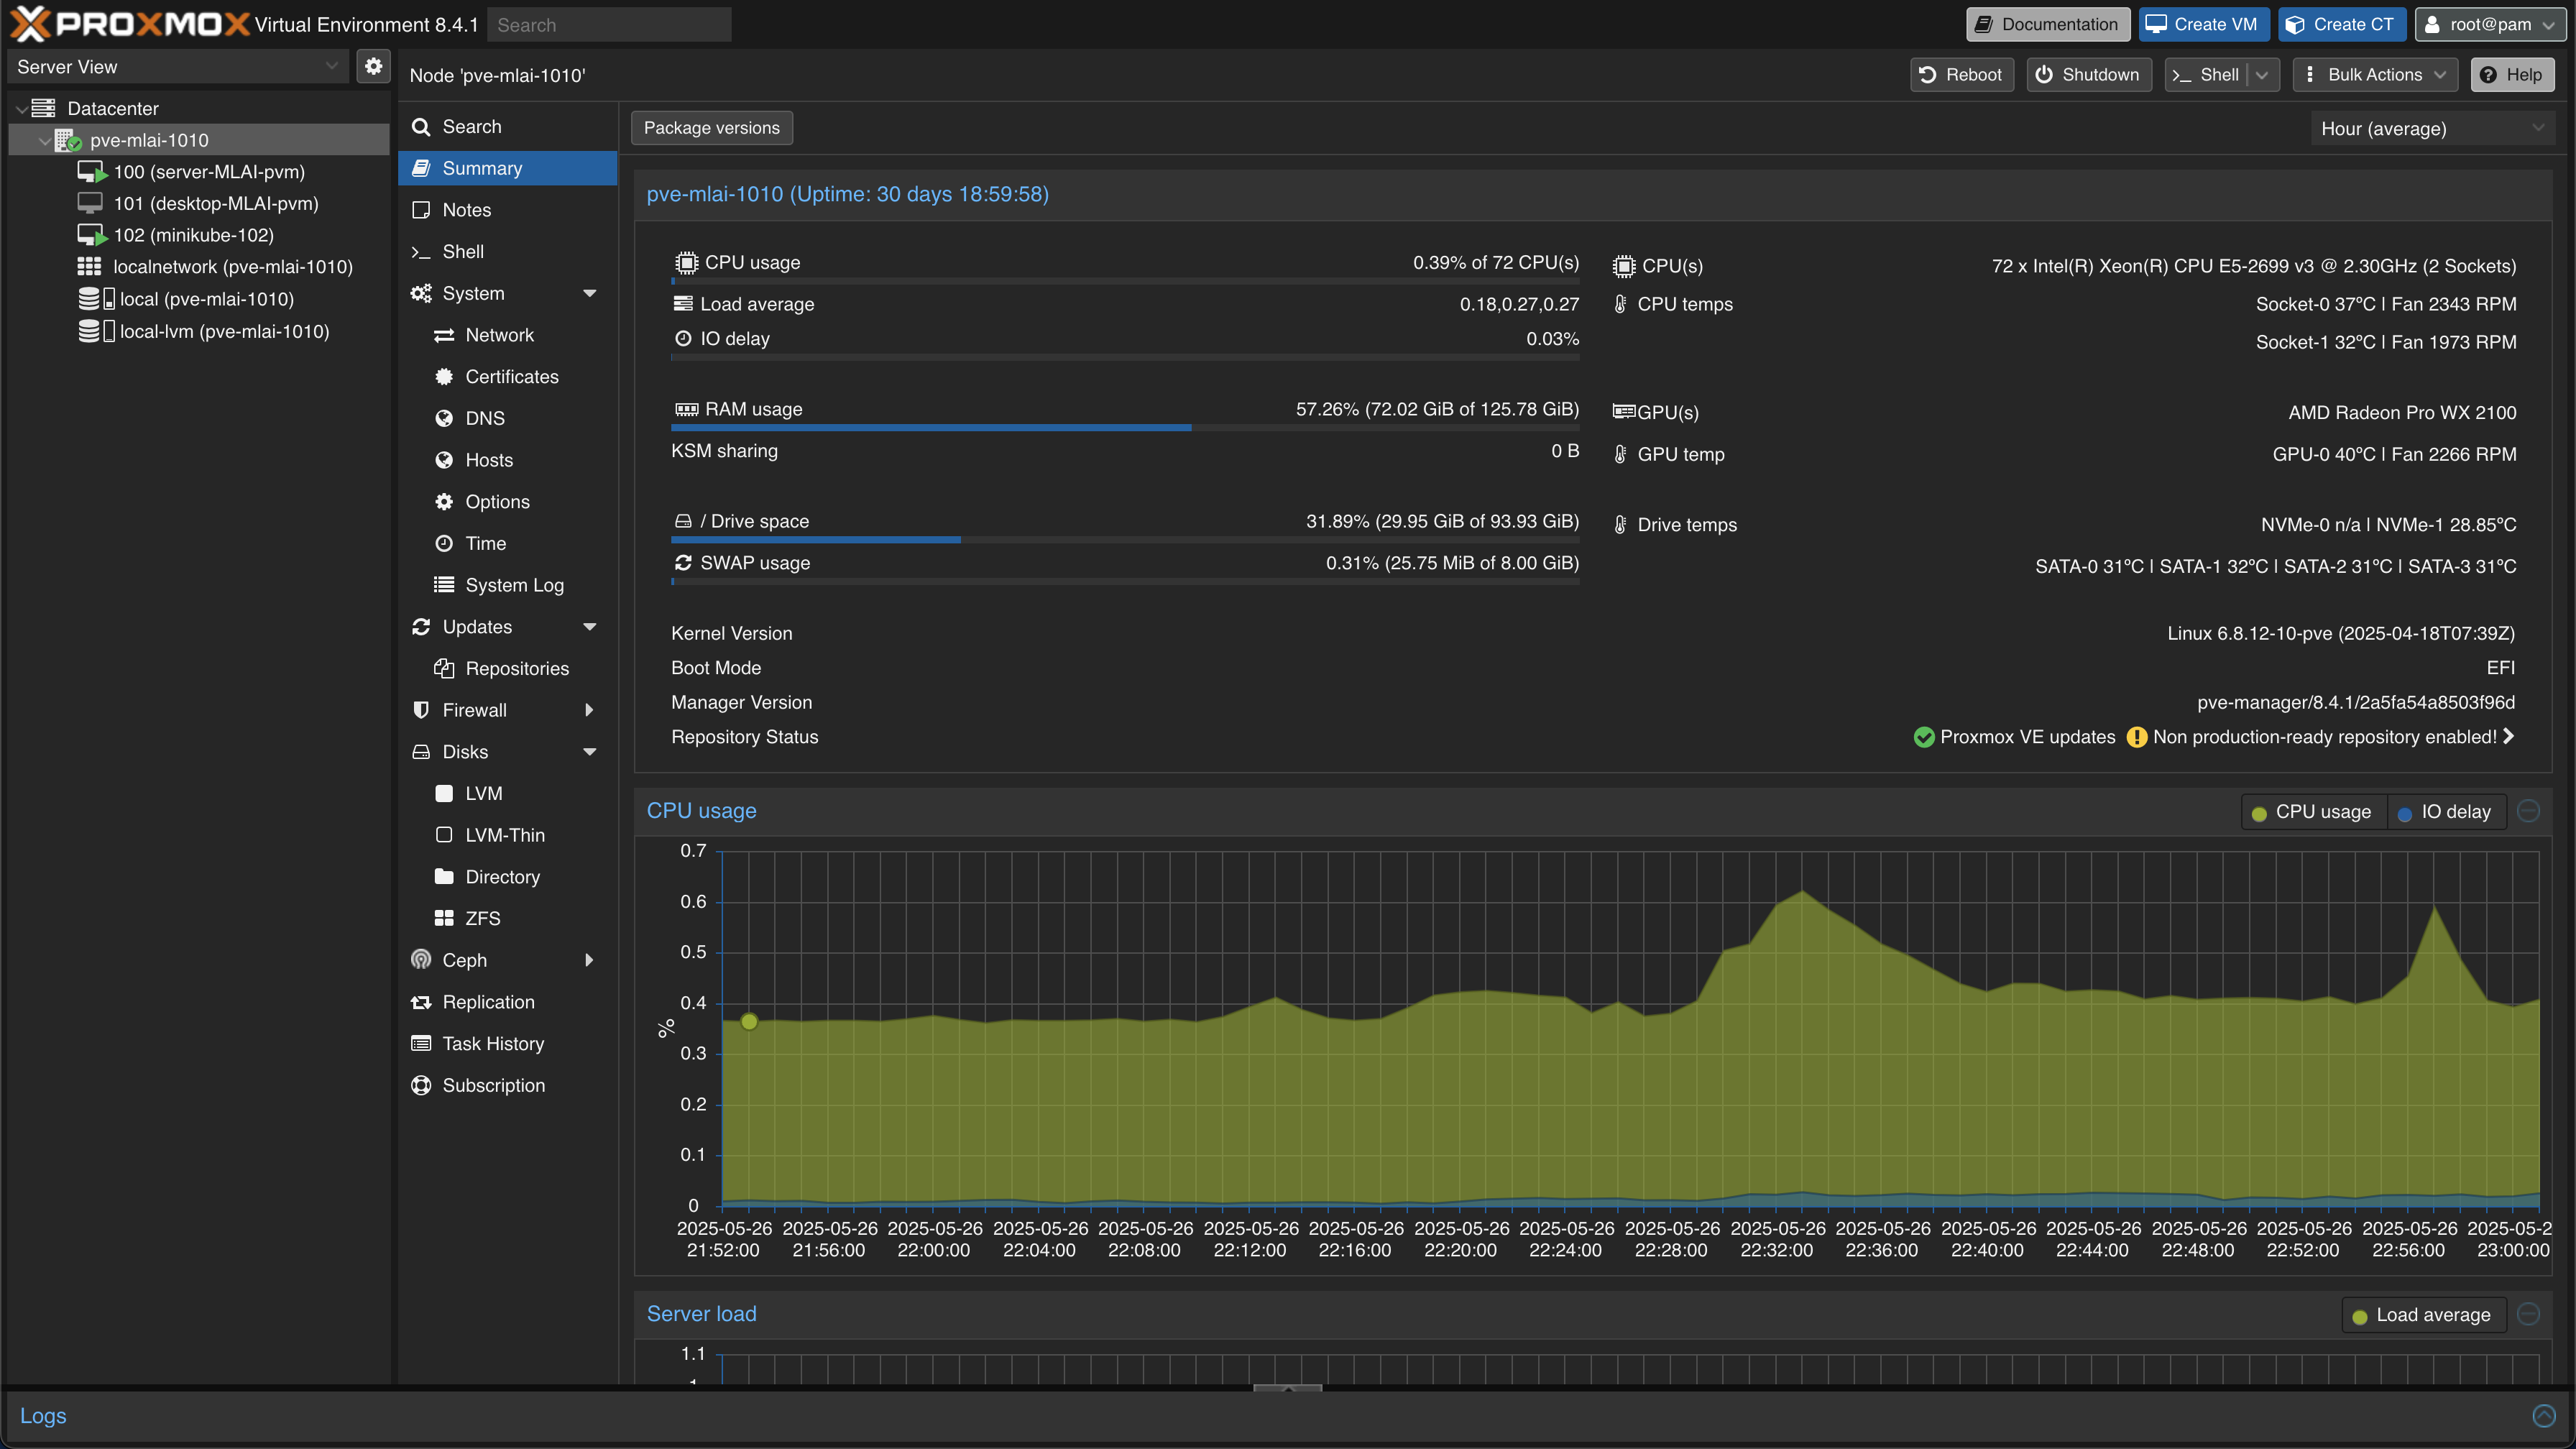 PROXMOX Virtual Environment 8.4.1 Search Documentation Create VM Create CT root@pam
Server View
Datacenter
pve-mlai-1010
100 (server-MLAI-pvm)
101 (desktop-MLAI-pvm)
102 (minikube-102)
localnetwork (pve-mlai-1010)
local (pve-mlai-1010)
local-lvm (pve-mlai-1010)
Node 'pve-mlai-1010' Reboot Shutdown Shell Bulk Actions Help
Search
Summary
Notes
Shell
System
Network
Certificates
DNS
Hosts
Options
Time
System Log
Updates
Repositories
Firewall
Disks
LVM
LVM-Thin
Directory
ZFS
Ceph
Replication
Task History
Subscription
Package versions Hour (average)
pve-mlai-1010 (Uptime: 30 days 18:59:58)
CPU usage 0.39% of 72 CPU(s)
Load average 0.18,0.27,0.27
IO delay 0.03%
RAM usage 57.26% (72.02 GiB of 125.78 GiB)
KSM sharing 0 B
/ Drive space 31.89% (29.95 GiB of 93.93 GiB)
SWAP usage 0.31% (25.75 MiB of 8.00 GiB)
CPU(s) 72 x Intel(R) Xeon(R) CPU E5-2699 v3 @ 2.30GHz (2 Sockets)
CPU temps Socket-0 37°C | Fan 2343 RPM
Socket-1 32°C | Fan 1973 RPM
GPU(s) AMD Radeon Pro WX 2100
GPU temp GPU-0 40°C | Fan 2266 RPM
Drive temps NVMe-0 n/a | NVMe-1 28.85°C
SATA-0 31°C | SATA-1 32°C | SATA-2 31°C | SATA-3 31°C
Kernel Version Linux 6.8.12-10-pve (2025-04-18T07:39Z)
Boot Mode EFI
Manager Version pve-manager/8.4.1/2a5fa54a8503f96d
Repository Status Proxmox VE updates Non production-ready repository enabled!
CPU usage CPU usage IO delay
0.7
0.6
0.5
0.4
%
0.3
0.2
0.1
0
2025-05-26 2025-05-26 2025-05-26 2025-05-26 2025-05-26 2025-05-26 2025-05-26 2025-05-26 2025-05-26 2025-05-26 2025-05-26 2025-05-26 2025-05-26 2025-05-26 2025-05-26 2025-05-26 2025-05-26 2025-05-2
21:52:00 21:56:00 22:00:00 22:04:00 22:08:00 22:12:00 22:16:00 22:20:00 22:24:00 22:28:00 22:32:00 22:36:00 22:40:00 22:44:00 22:48:00 22:52:00 22:56:00 23:00:00
Server load Load average
1.1
Logs